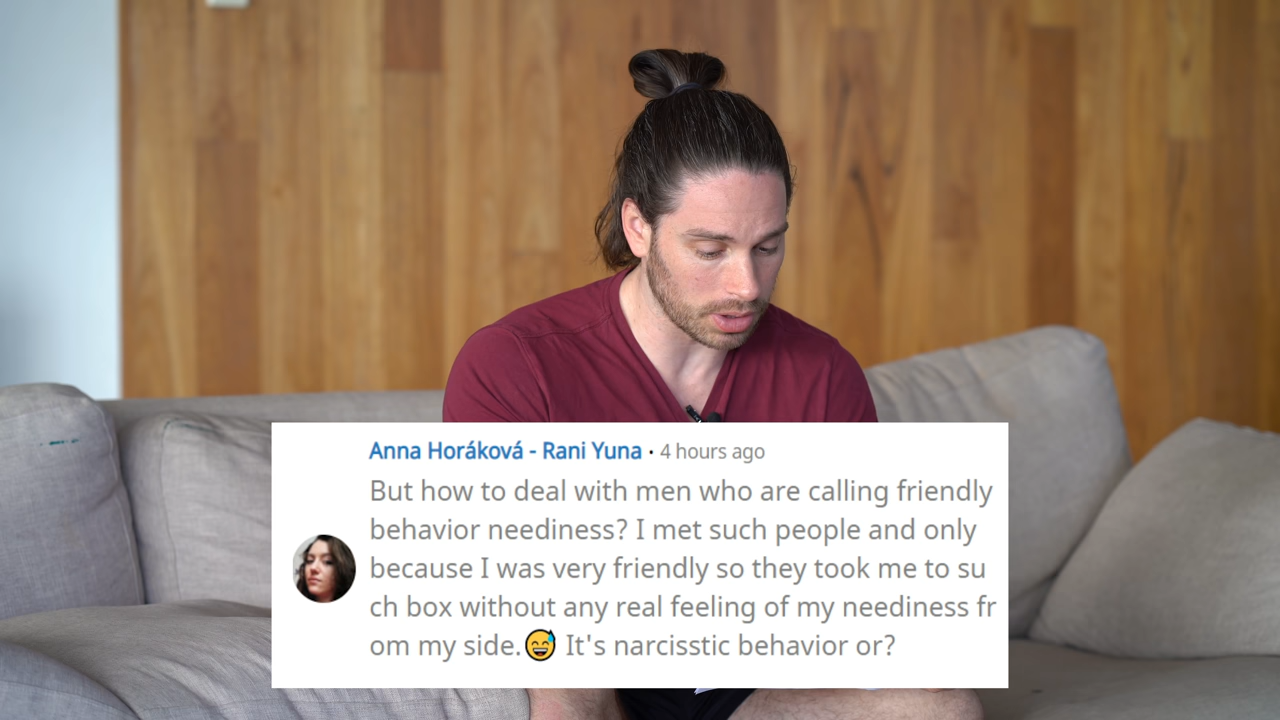 Anna Horáková - Rani Yuna · 4 hours ago
But how to deal with men who are calling friendly
behavior neediness? I met such people and only
because I was very friendly so they took me to su
ch box without any real feeling of my neediness fr
om my side.😅 It's narcisstic behavior or?